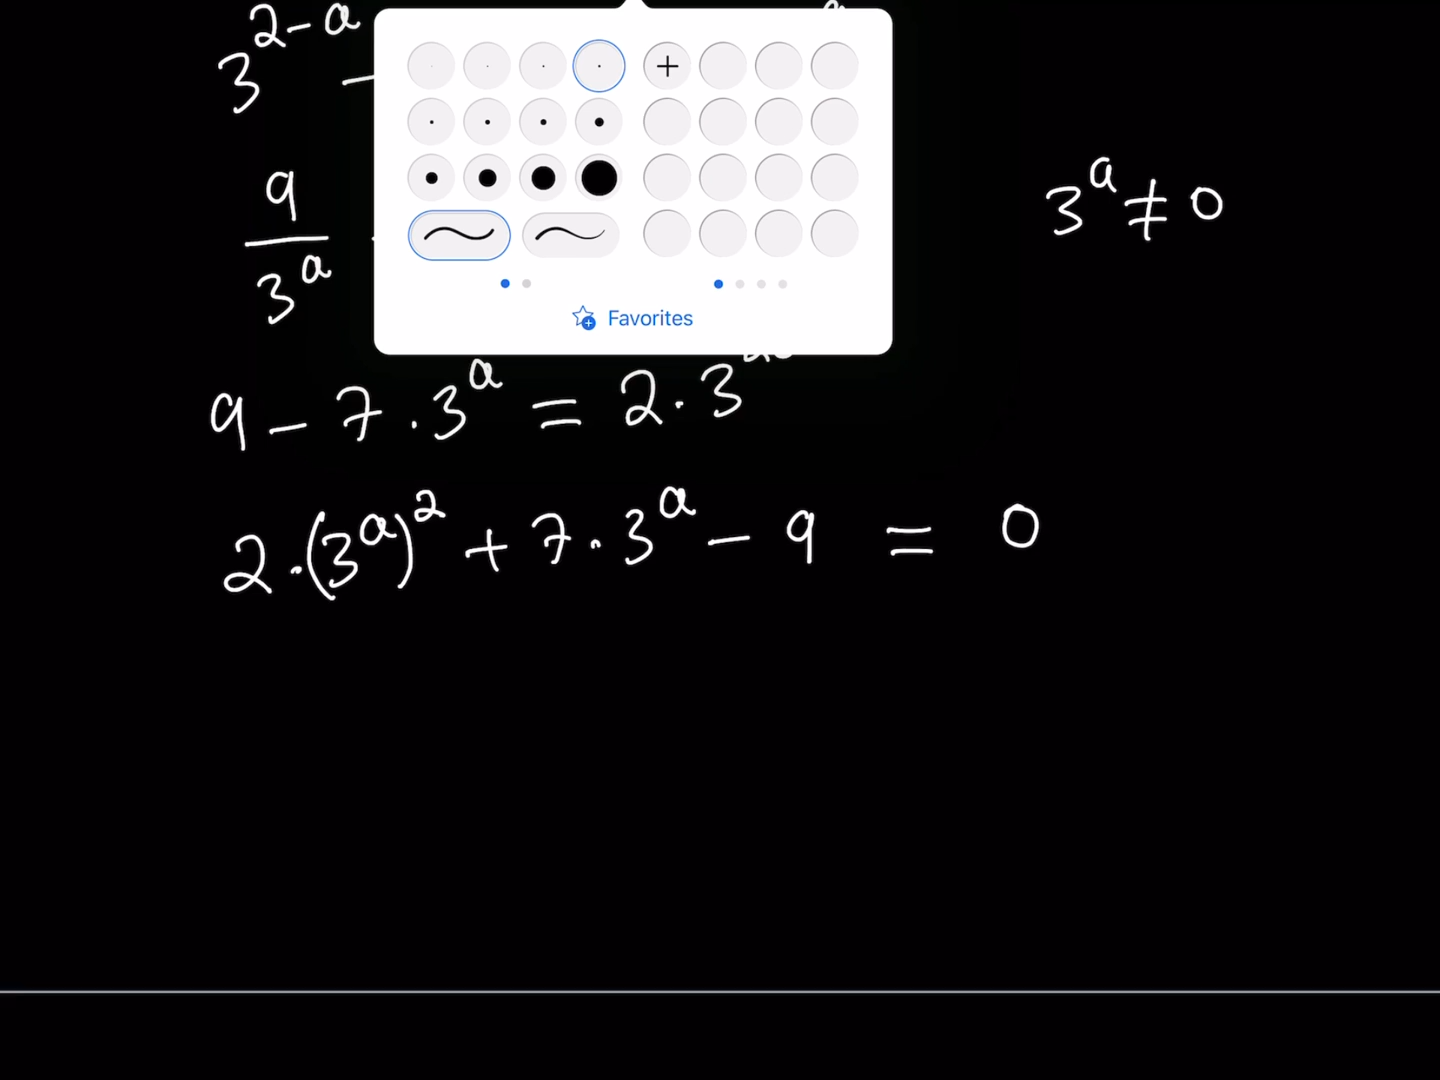 3^{2-a} -
\frac{9}{3^a}
3^a ≠ 0
Favorites
9 - 7 · 3^a = 2 · 3
2 · (3^a)^2 + 7 · 3^a - 9 = 0